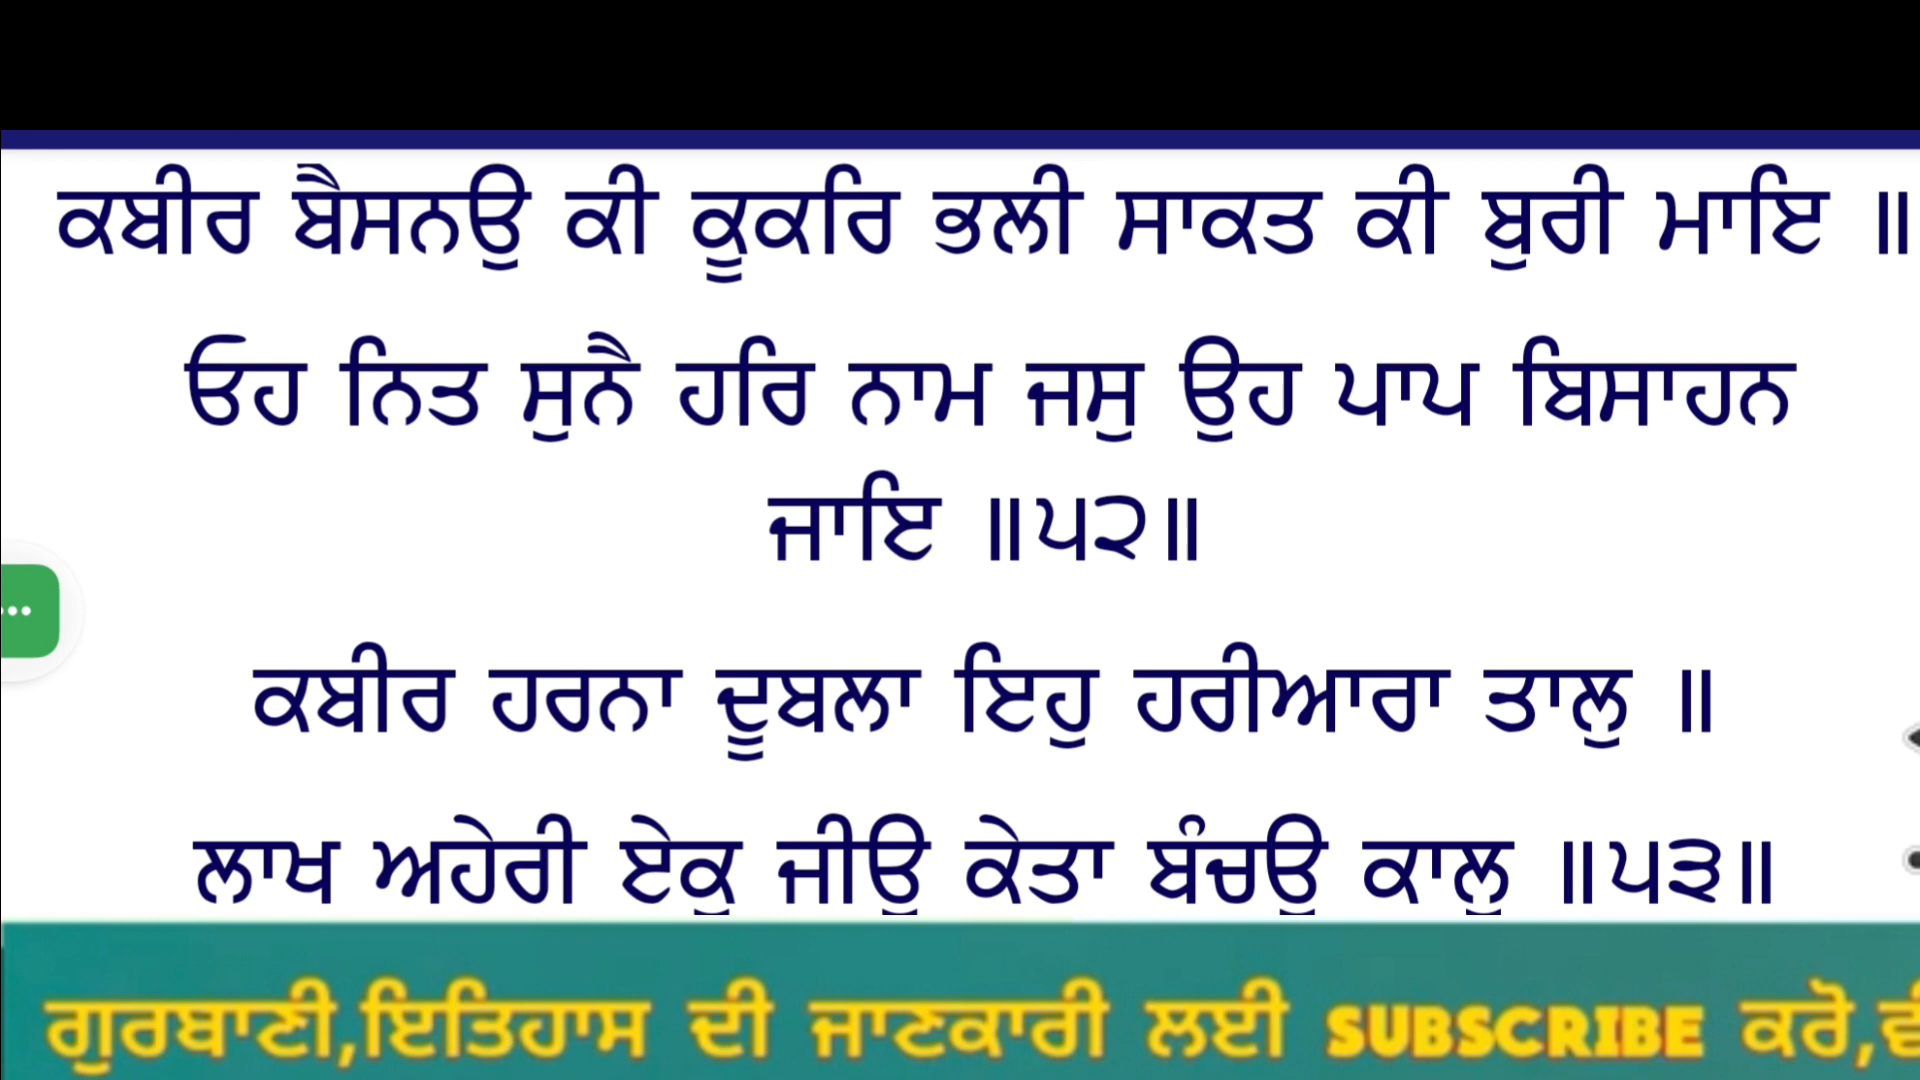 ਕਬੀਰ ਬੈਸਨਉ ਕੀ ਕੂਕਰਿ ਭਲੀ ਸਾਕਤ ਕੀ ਬੁਰੀ ਮਾਇ ॥
ਓਹ ਨਿਤ ਸੁਨੈ ਹਰਿ ਨਾਮ ਜਸੁ ਉਹ ਪਾਪ ਬਿਸਾਹਨ
ਜਾਇ ॥੫੨॥
ਕਬੀਰ ਹਰਨਾ ਦੂਬਲਾ ਇਹੁ ਹਰੀਆਰਾ ਤਾਲੁ ॥
ਲਾਖ ਅਹੇਰੀ ਏਕੁ ਜੀਉ ਕੇਤਾ ਬੰਚਉ ਕਾਲੁ ॥੫੩॥
ਗੁਰਬਾਣੀ,ਇਤਿਹਾਸ ਦੀ ਜਾਣਕਾਰੀ ਲਈ SUBSCRIBE ਕਰੋ,